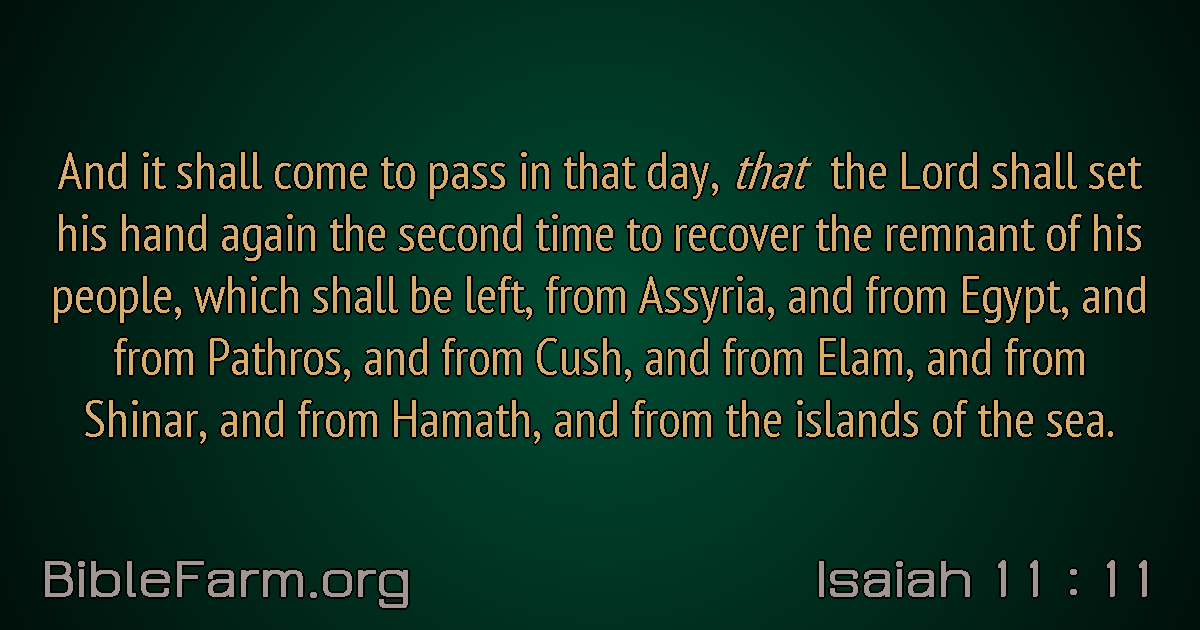 And it shall come to pass in that day, that the Lord shall set
his hand again the second time to recover the remnant of his
people, which shall be left, from Assyria, and from Egypt, and
from Pathros, and from Cush, and from Elam, and from
Shinar, and from Hamath, and from the islands of the sea.
BibleFarm.org
Isaiah 11 : 11